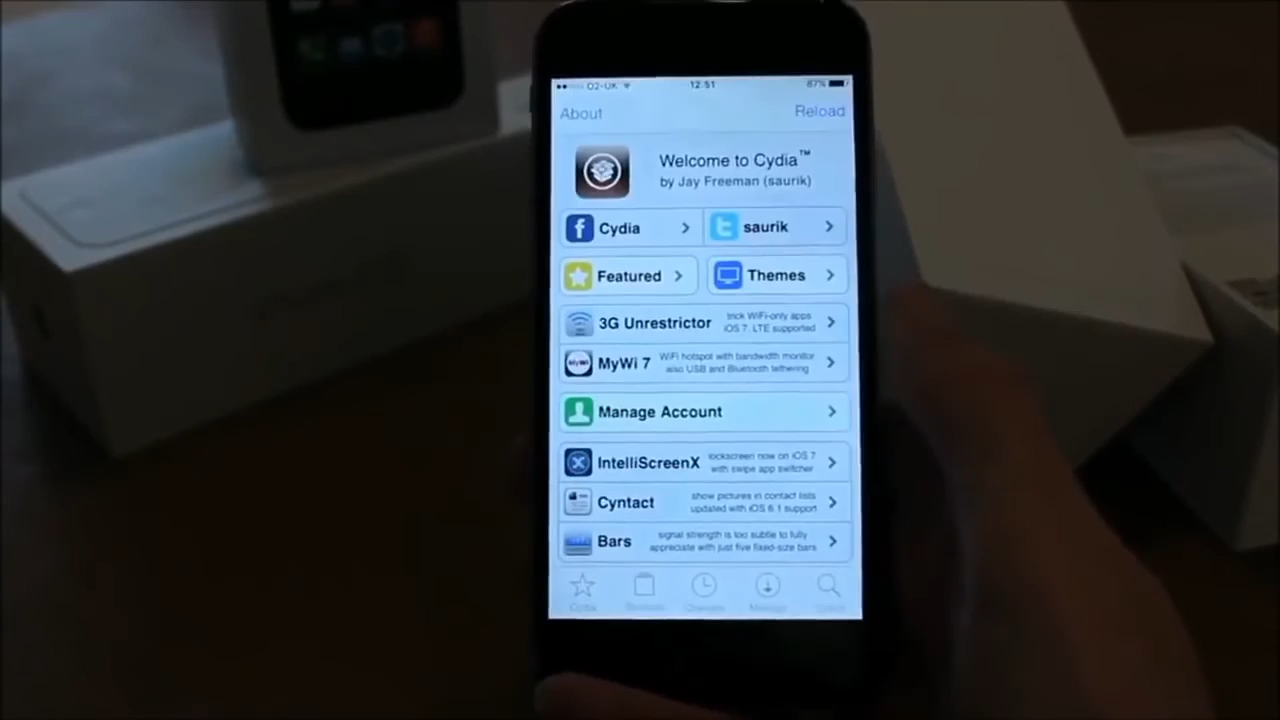 O2-UK 12:51 87%
About Reload
Welcome to Cydia™
by Jay Freeman (saurik)
Cydia saurik
Featured Themes
3G Unrestrictor trick WiFi-only apps
iOS 7. LTE supported
MyWi
MyWi 7 WiFi hotspot with bandwidth monitor
also USB and Bluetooth tethering
Manage Account
IntelliScreenX lockscreen now on iOS 7
with swipe app switcher
Cyntact show pictures in contact lists
updated with iOS 6.1 support
Bars signal strength is too subtle to fully
appreciate with just five fixed-size bars
Cydia Changes